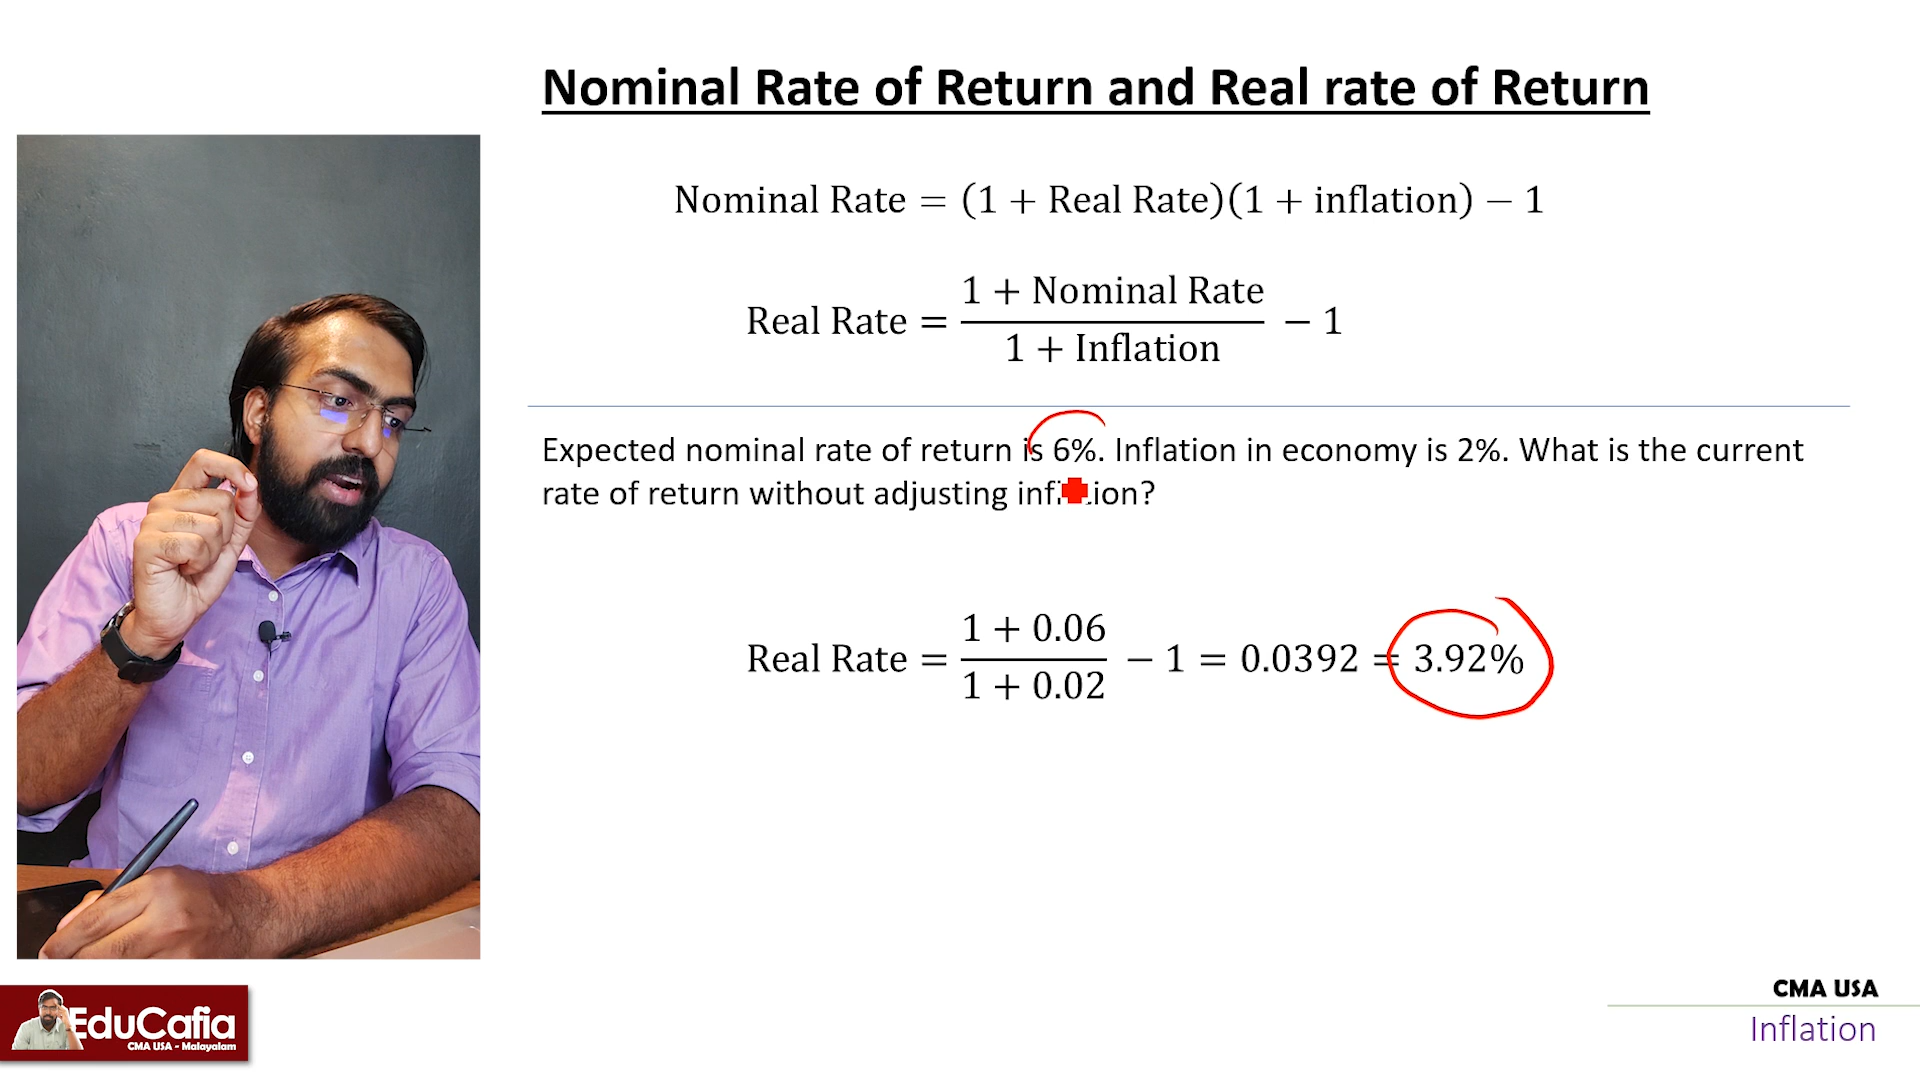 Nominal Rate of Return and Real rate of Return
Nominal Rate = (1 + Real Rate)(1 + inflation) − 1
Real Rate = \frac{1 + Nominal Rate}{1 + Inflation} − 1
Expected nominal rate of return is 6%. Inflation in economy is 2%. What is the current
rate of return without adjusting
Real Rate = \frac{1 + 0.06}{1 + 0.02} − 1 = 0.0392 = 3.92%
EduCafia
CMA USA - Malayalam
CMA USA
Inflation